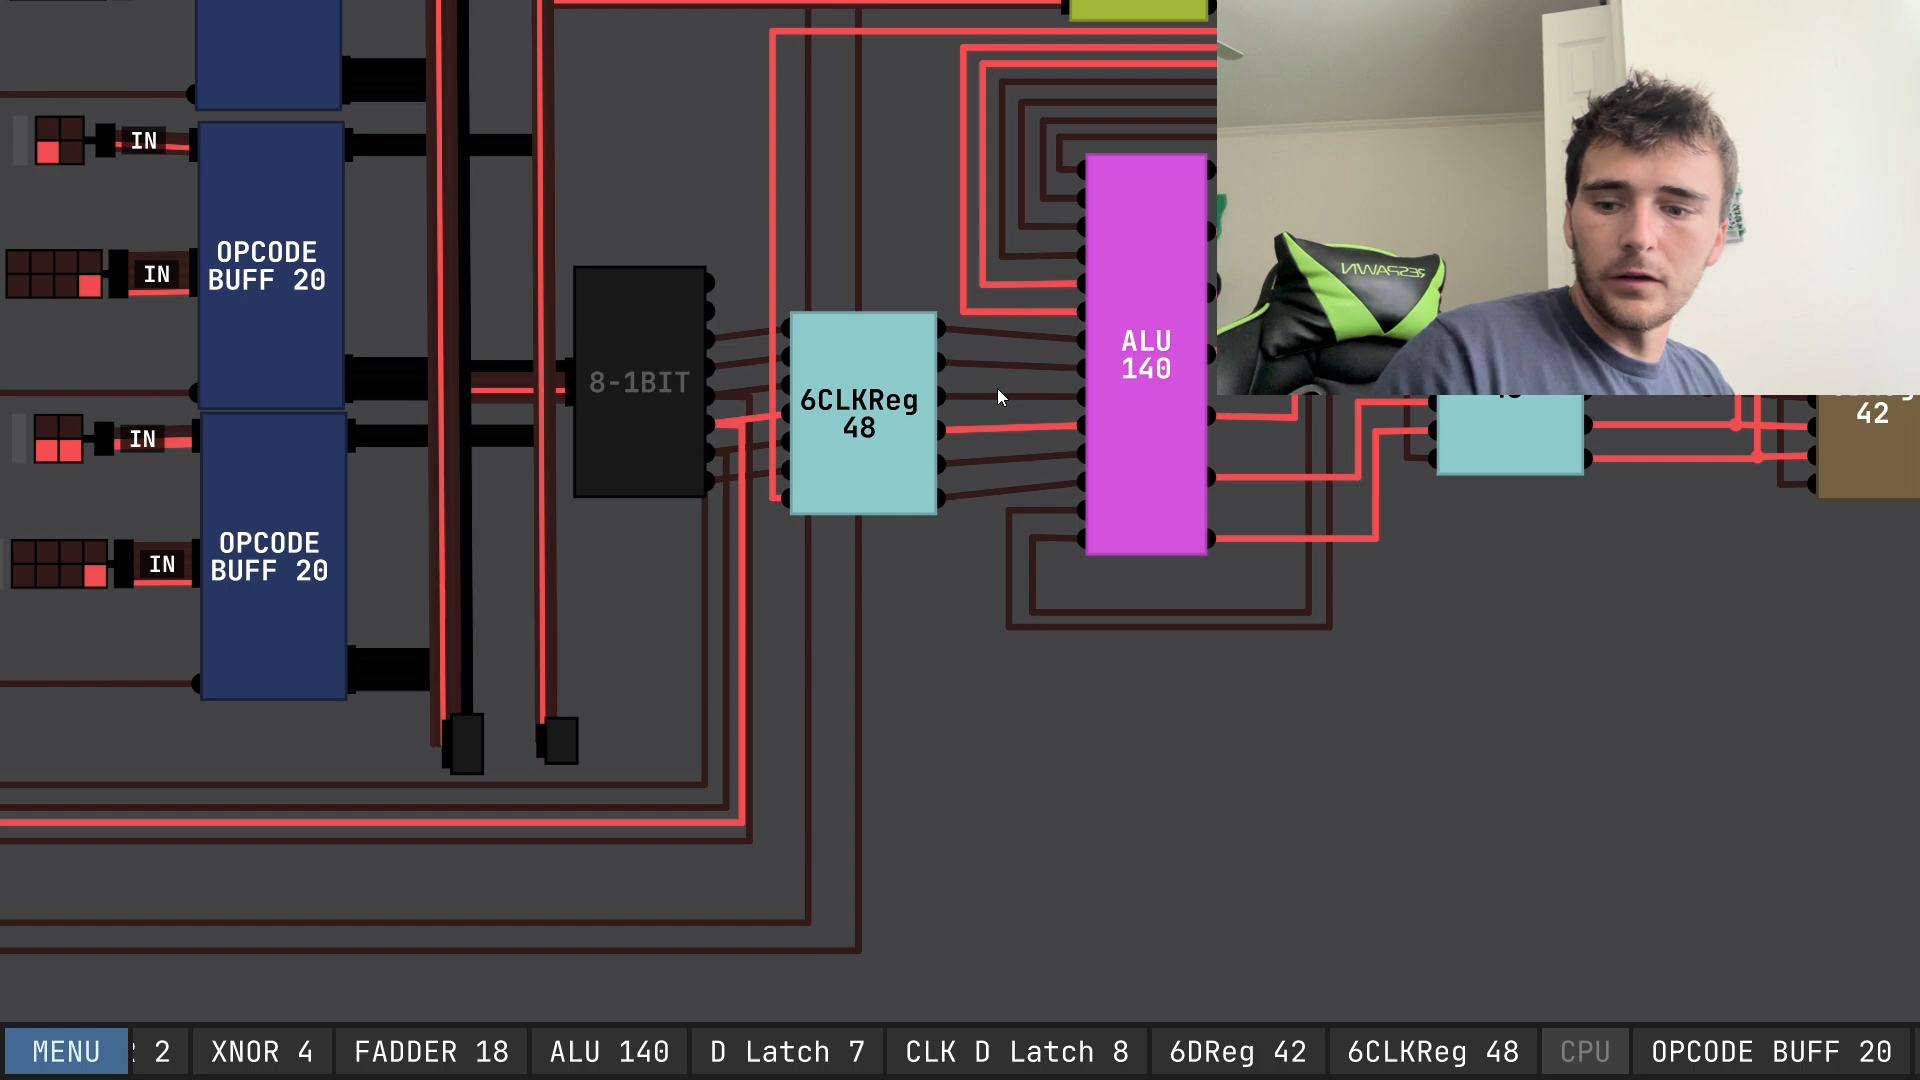 IN
OPCODE
BUFF 20
IN
IN
OPCODE
BUFF 20
IN
8-1BIT
6CLKReg
48
ALU
140
42
MENU
2
XNOR 4
FADDER 18
ALU 140
D Latch 7
CLK D Latch 8
6DReg 42
6CLKReg 48
CPU
OPCODE BUFF 20